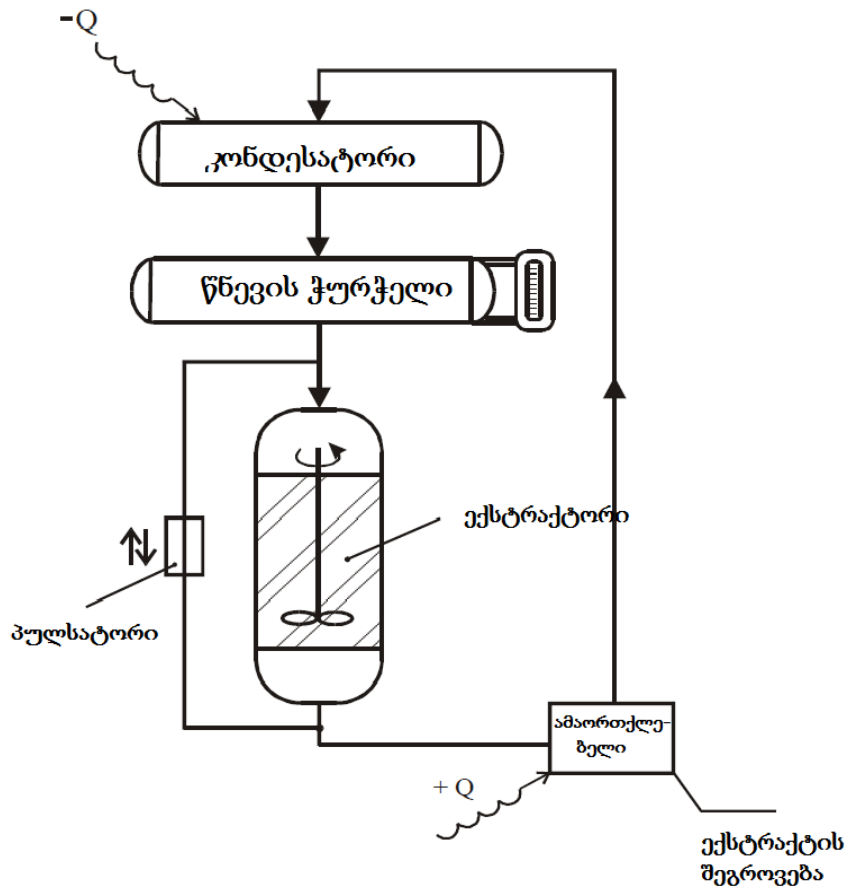 -Q
კონდესატორი
წნევის ჭურჭელი
ექსტრაქტორი
პულსატორი
ამაორთქლე-
ბელი
+ Q
ექსტრაქტის
შეგროვება